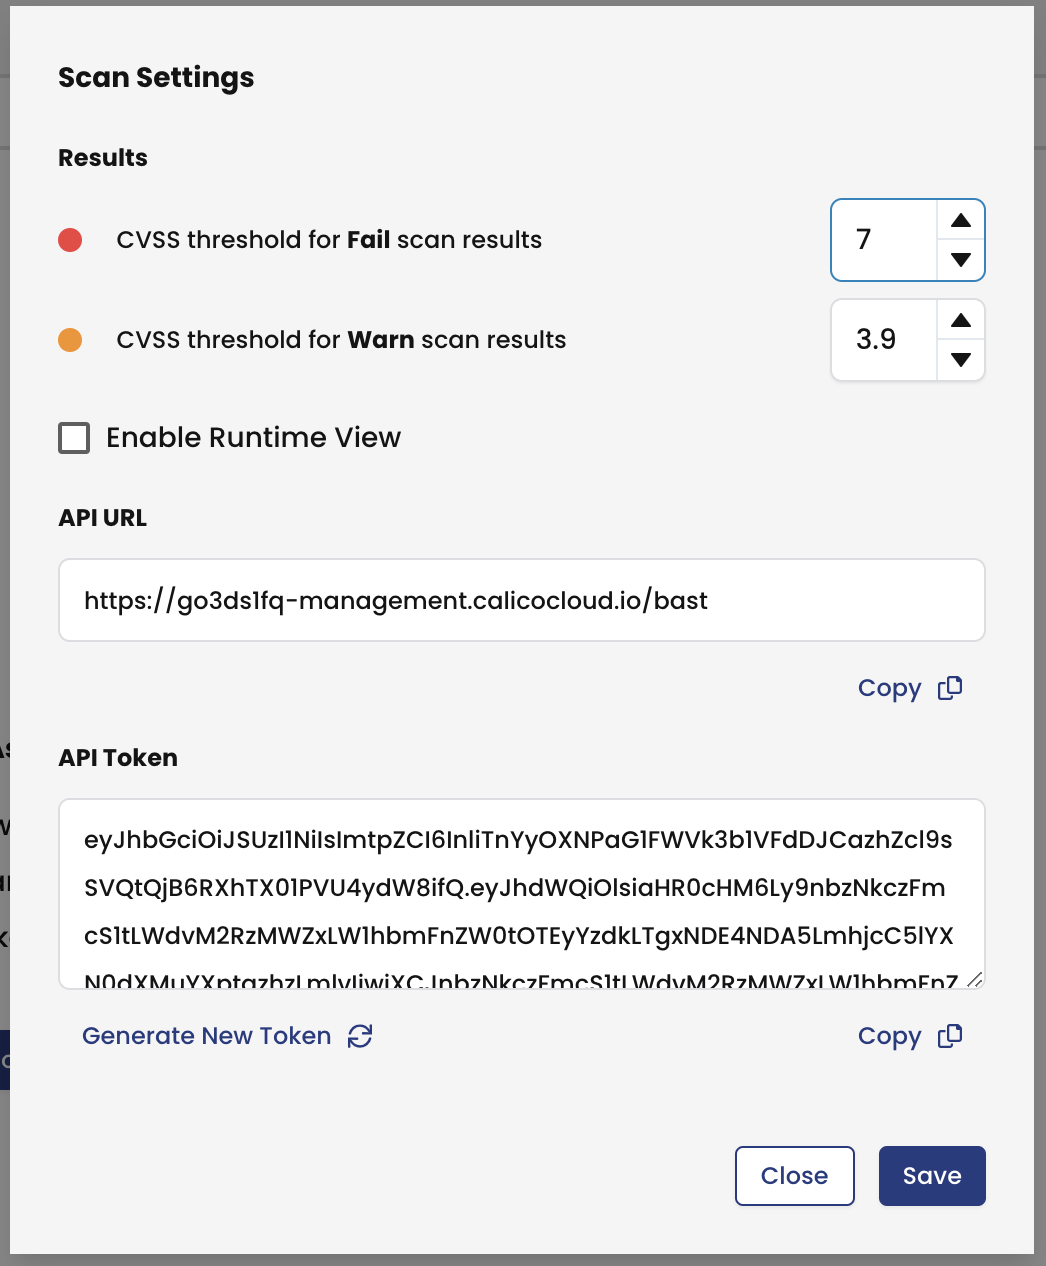 Scan Settings
Results
CVSS threshold for Fail scan results
7
CVSS threshold for Warn scan results
3.9
Enable Runtime View
API URL
https://go3ds1fq-management.calicocloud.io/bast
Copy
API Token
eyJhbGciOiJSUzI1NiIsImtpZCI6InliTnYyOXNPaG1FWVk3b1VFdDJCazhZcl9s
SVQtQjB6RXhTX01PVU4ydW8ifQ.eyJhdWQiOlsiaHR0cHM6Ly9nbzNkczFm
cS1tLWdvM2RzMWZxLW1hbmFnZW0tOTEyYzdkLTgxNDE4NDA5LmhjcC5lYX
Generate New Token
Copy
Close
Save